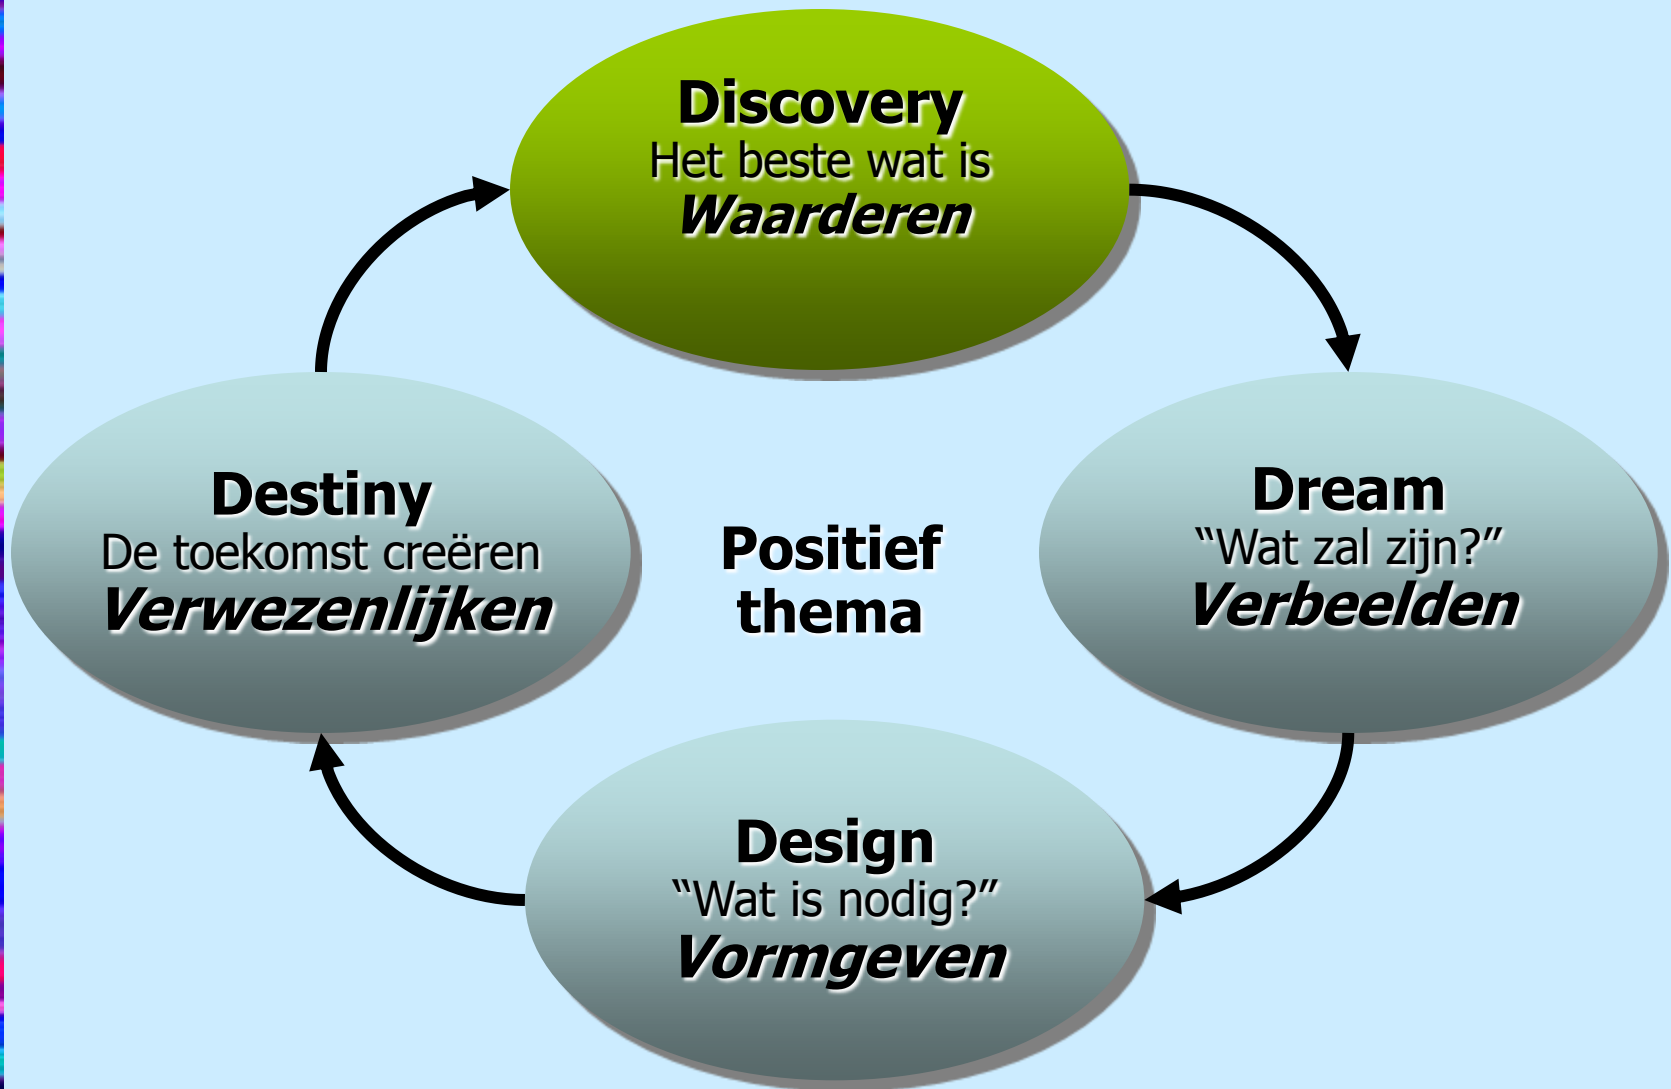 Discovery
Het beste wat is
Waarderen
Dream
“Wat zal zijn?”
Verbeelden
Positief
thema
Destiny
De toekomst creëren
Verwezenlijken
Design
“Wat is nodig?”
Vormgeven